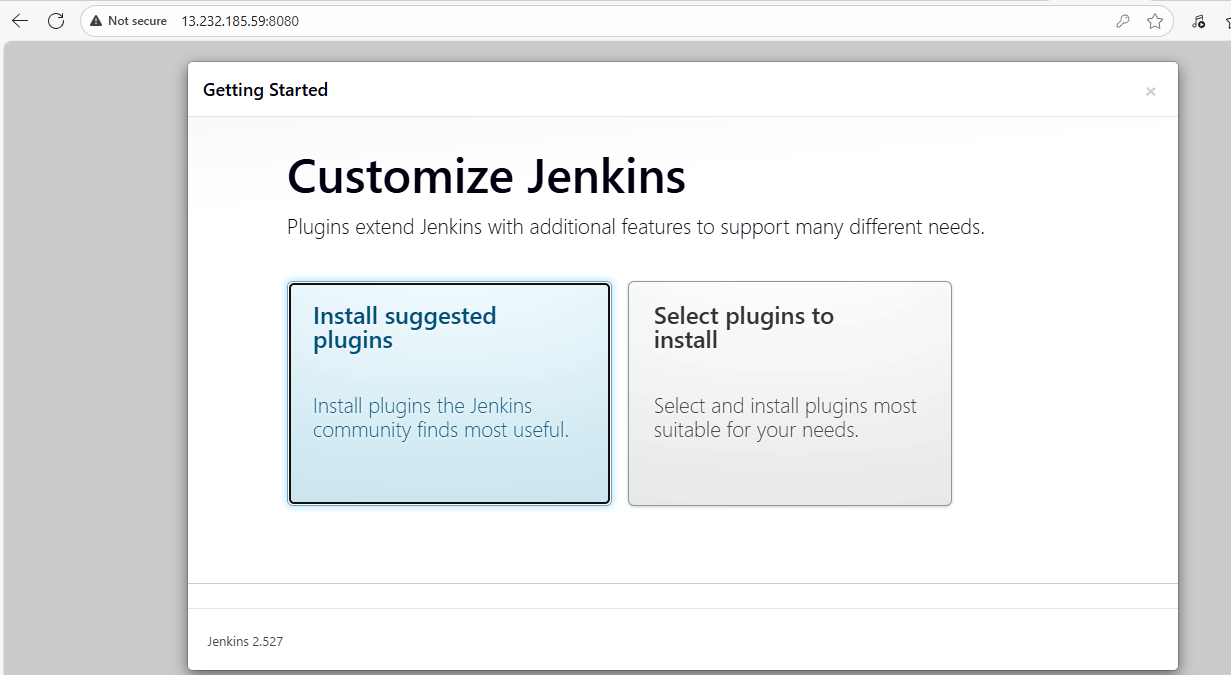 Not secure 13.232.185.59:8080
Getting Started
×
Customize Jenkins
Plugins extend Jenkins with additional features to support many different needs.
Install suggested
plugins
Install plugins the Jenkins
community finds most useful.
Select plugins to
install
Select and install plugins most
suitable for your needs.
Jenkins 2.527